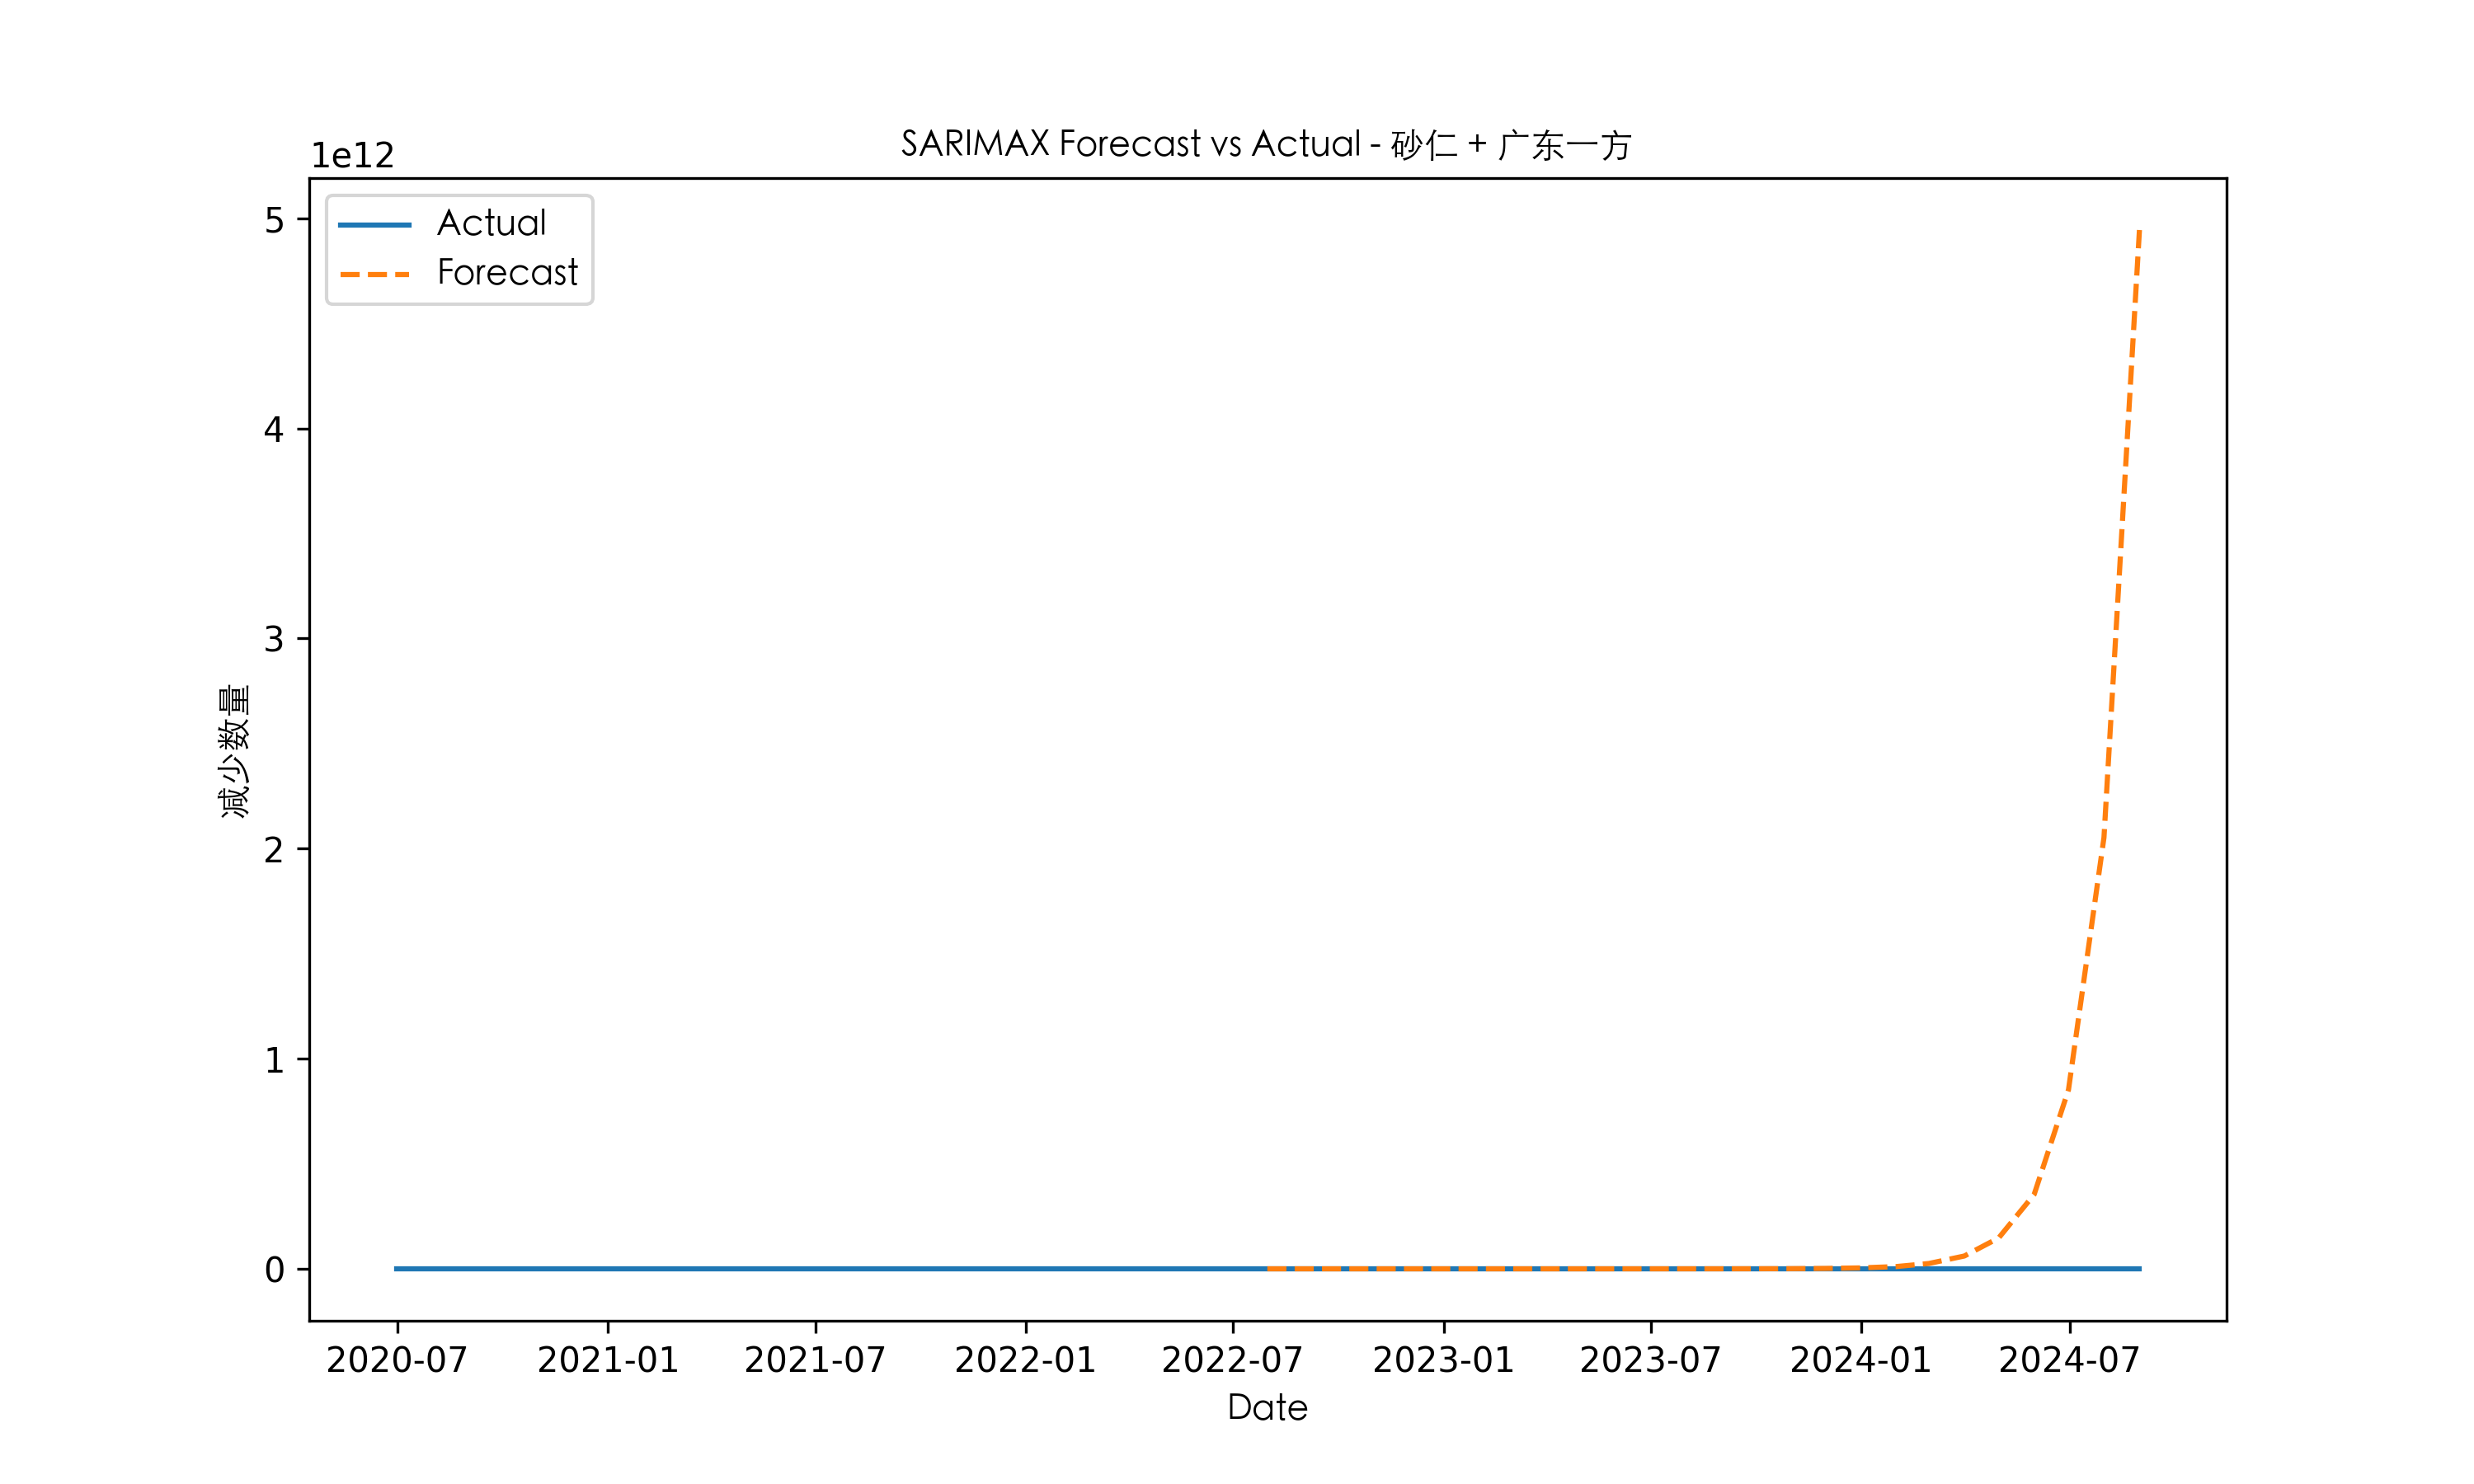 SARIMAX Forecast vs Actual - 砂仁 + 广东一方
1e12
Actual
Forecast
5
4
3
2
1
0
减少数量
2020-07 2021-01 2021-07 2022-01 2022-07 2023-01 2023-07 2024-01 2024-07
Date